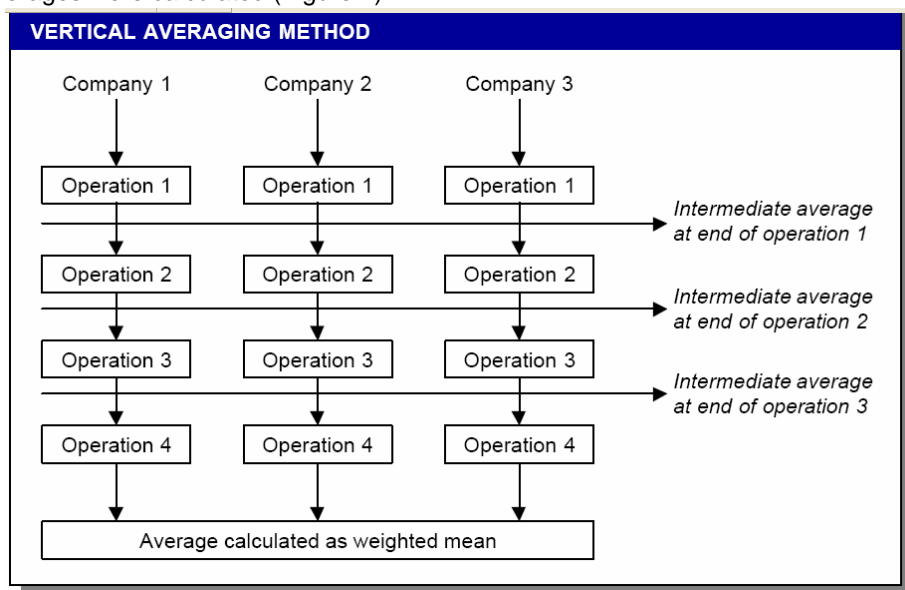 VERTICAL AVERAGING METHOD
Company 1 Company 2 Company 3
Operation 1 Operation 1 Operation 1
Intermediate average
at end of operation 1
Operation 2 Operation 2 Operation 2
Intermediate average
at end of operation 2
Operation 3 Operation 3 Operation 3
Intermediate average
at end of operation 3
Operation 4 Operation 4 Operation 4
Average calculated as weighted mean